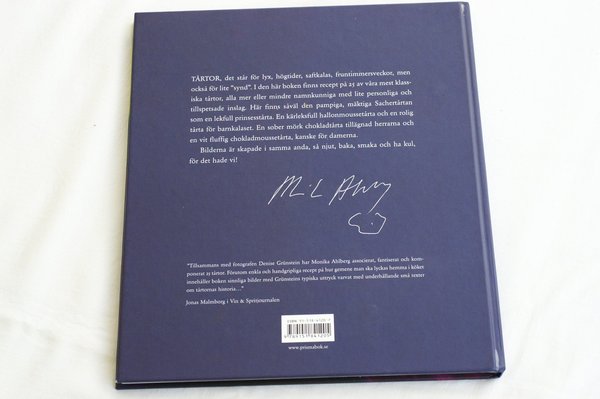 TÅRTOR, det står för lyx, högtider, saftkalas, fruntimmersveckor, men
också för lite "synd". I den här boken finns recept på 25 av våra mest klass-
iska tårtor, alla mer eller mindre namnkunniga med lite personliga och
tillspetsade inslag. Här finns såväl den pampiga, mäktiga Sachertårtan
som en lekfull prinsesstårta. En kärleksfull hallonmoussetårta och en rolig
tårta för barnkalaset. En sober mörk chokladtårta tillägnad herrarna och
en vit fluffig chokladmoussetårta, kanske för damerna.
Bilderna är skapade i samma anda, så njut, baka, smaka och ha kul,
för det hade vi!
"Tillsammans med fotografen Denise Grünstein har Monika Ahlberg associerat, fantiserat och kom-
ponerat 25 tårtor. Förutom enkla och handgripliga recept på hur gemene man ska lyckas hemma i köket
innehåller boken sinnliga bilder med Grünsteins typiska uttryck varvat med underhållande små texter
om tårtornas historia…"
Jonas Malmborg i Vin & Spritjournalen
9 789151 841205
www.prismabok.se